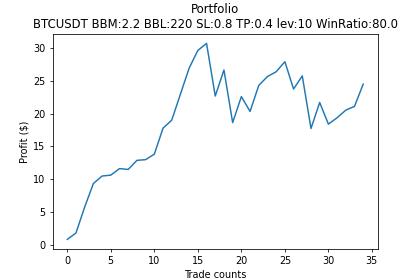 Portfolio
BTCUSDT BBM:2.2 BBL:220 SL:0.8 TP:0.4 lev:10 WinRatio:80.0
30
25
20
15
10
5
0
Profit ($)
0 5 10 15 20 25 30 35
Trade counts